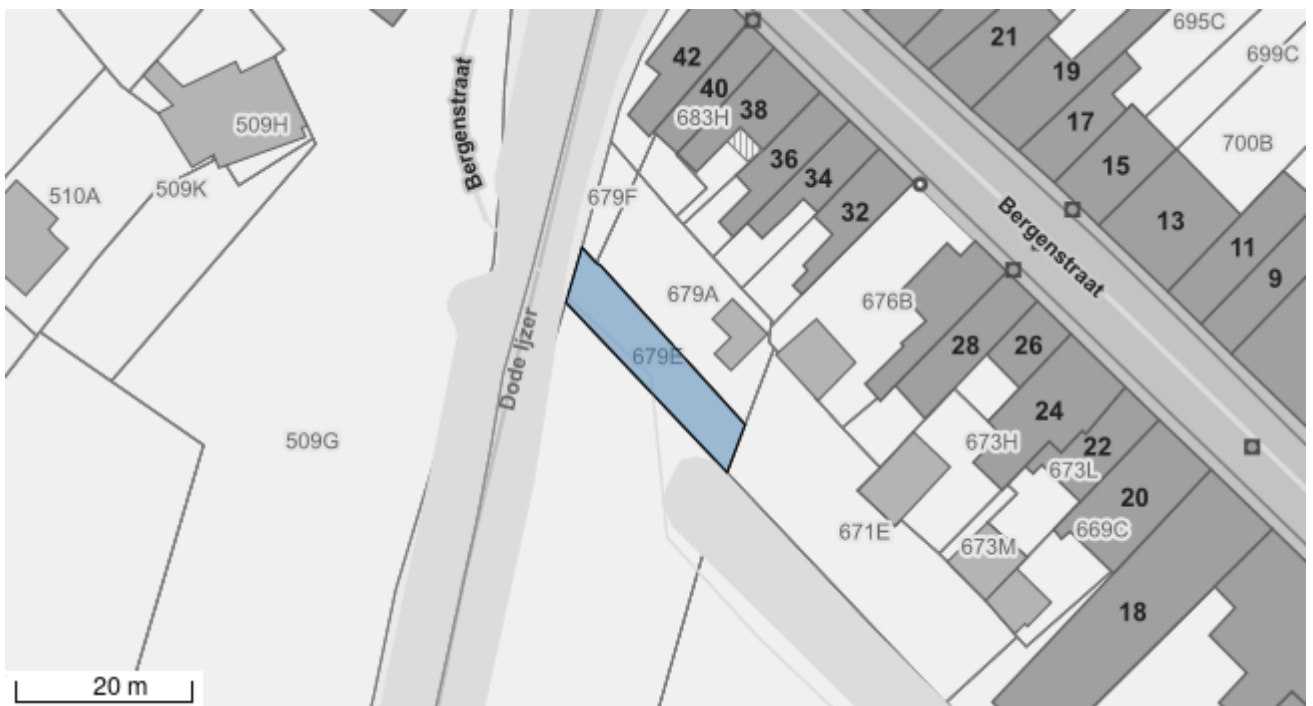 695C
21
699C
42
19
40
38
Bergenstraat
683H
17
509H
700B
36
15
34
510A
509K
679F
32
13
Bergenstraat
11
9
679A
676B
Dode Ijzer
679E
28
26
24
509G
673H
22
673L
20
671E
673M
669C
18
20 m